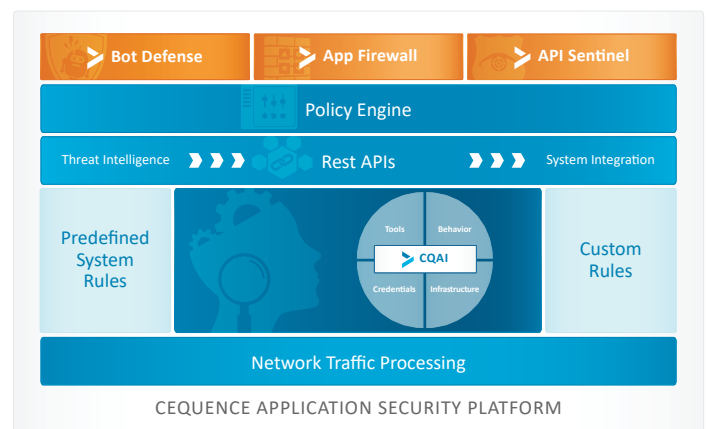 Bot Defense
App Firewall
API Sentinel
Policy Engine
Threat Intelligence
Rest APIs
System Integration
Predefined
System
Rules
Tools
Behavior
CQAI
Credentials
Infrastructure
Custom
Rules
Network Traffic Processing
CEQUENCE APPLICATION SECURITY PLATFORM